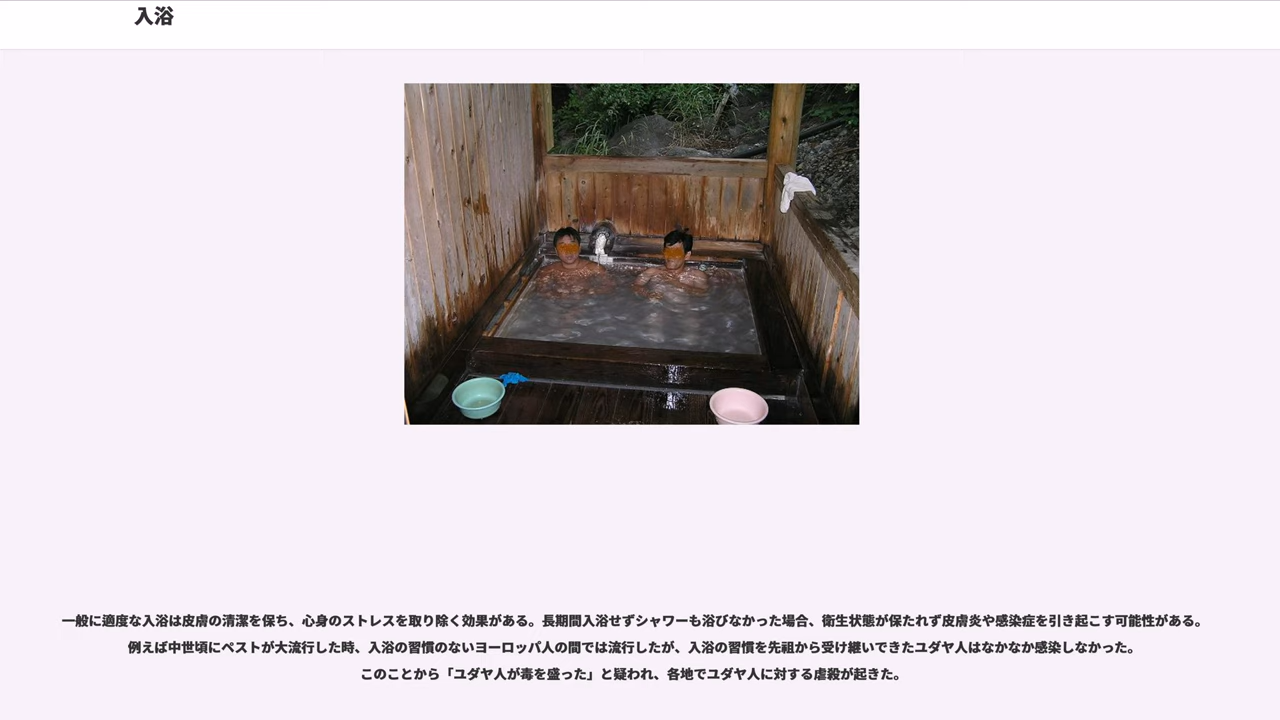 入浴
一般に適度な入浴は皮膚の清潔を保ち、心身のストレスを取り除く効果がある。長期間入浴せずシャワーも浴びなかった場合、衛生状態が保たれず皮膚炎や感染症を引き起こす可能性がある。
例えば中世頃にペストが大流行した時、入浴の習慣のないヨーロッパ人の間では流行したが、入浴の習慣を先祖から受け継いできたユダヤ人はなかなか感染しなかった。
このことから「ユダヤ人が毒を盛った」と疑われ、各地でユダヤ人に対する虐殺が起きた。